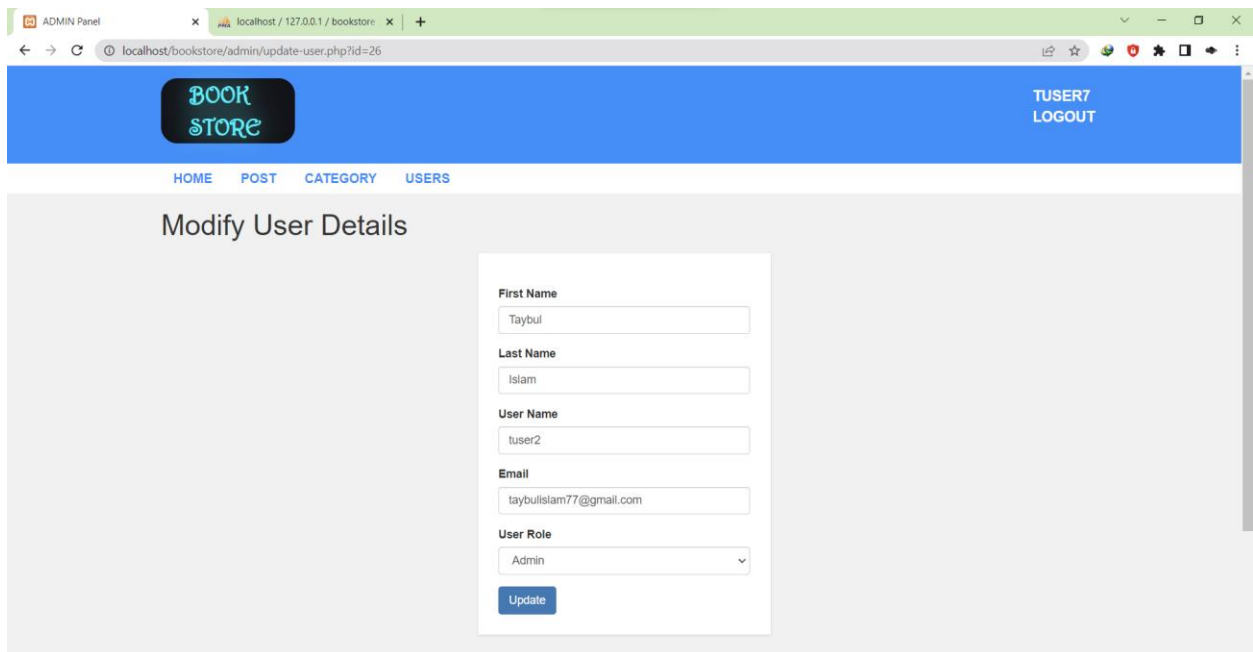 ADMIN Panel
localhost / 127.0.0.1 / bookstore
localhost/bookstore/admin/update-user.php?id=26
BOOK
STORE
TUSER7
LOGOUT
HOME POST CATEGORY USERS
Modify User Details
First Name
Taybul
Last Name
Islam
User Name
tuser2
Email
taybulislam77@gmail.com
User Role
Admin
Update